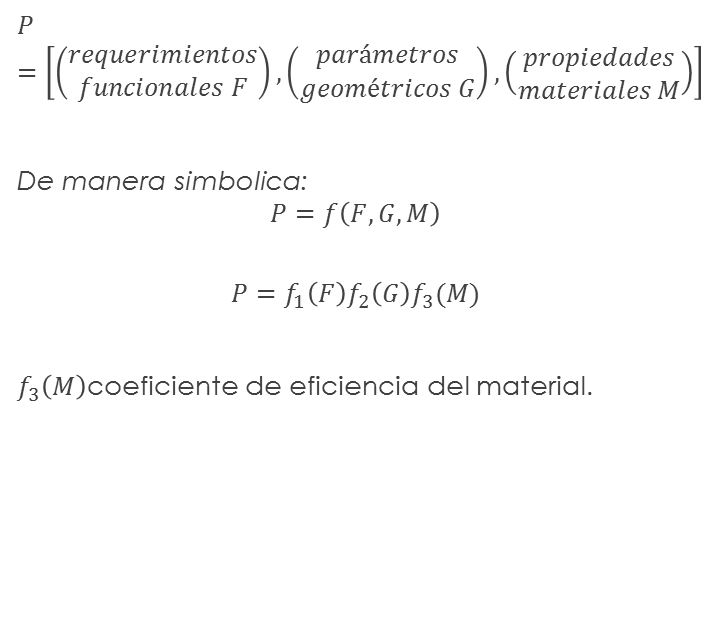 P
= [(requerimientos funcionales F), (parámetros geométricos G), (propiedades materiales M)]
De manera simbolica:
P = f(F, G, M)
P = f₁(F)f₂(G)f₃(M)
f₃(M)coeficiente de eficiencia del material.